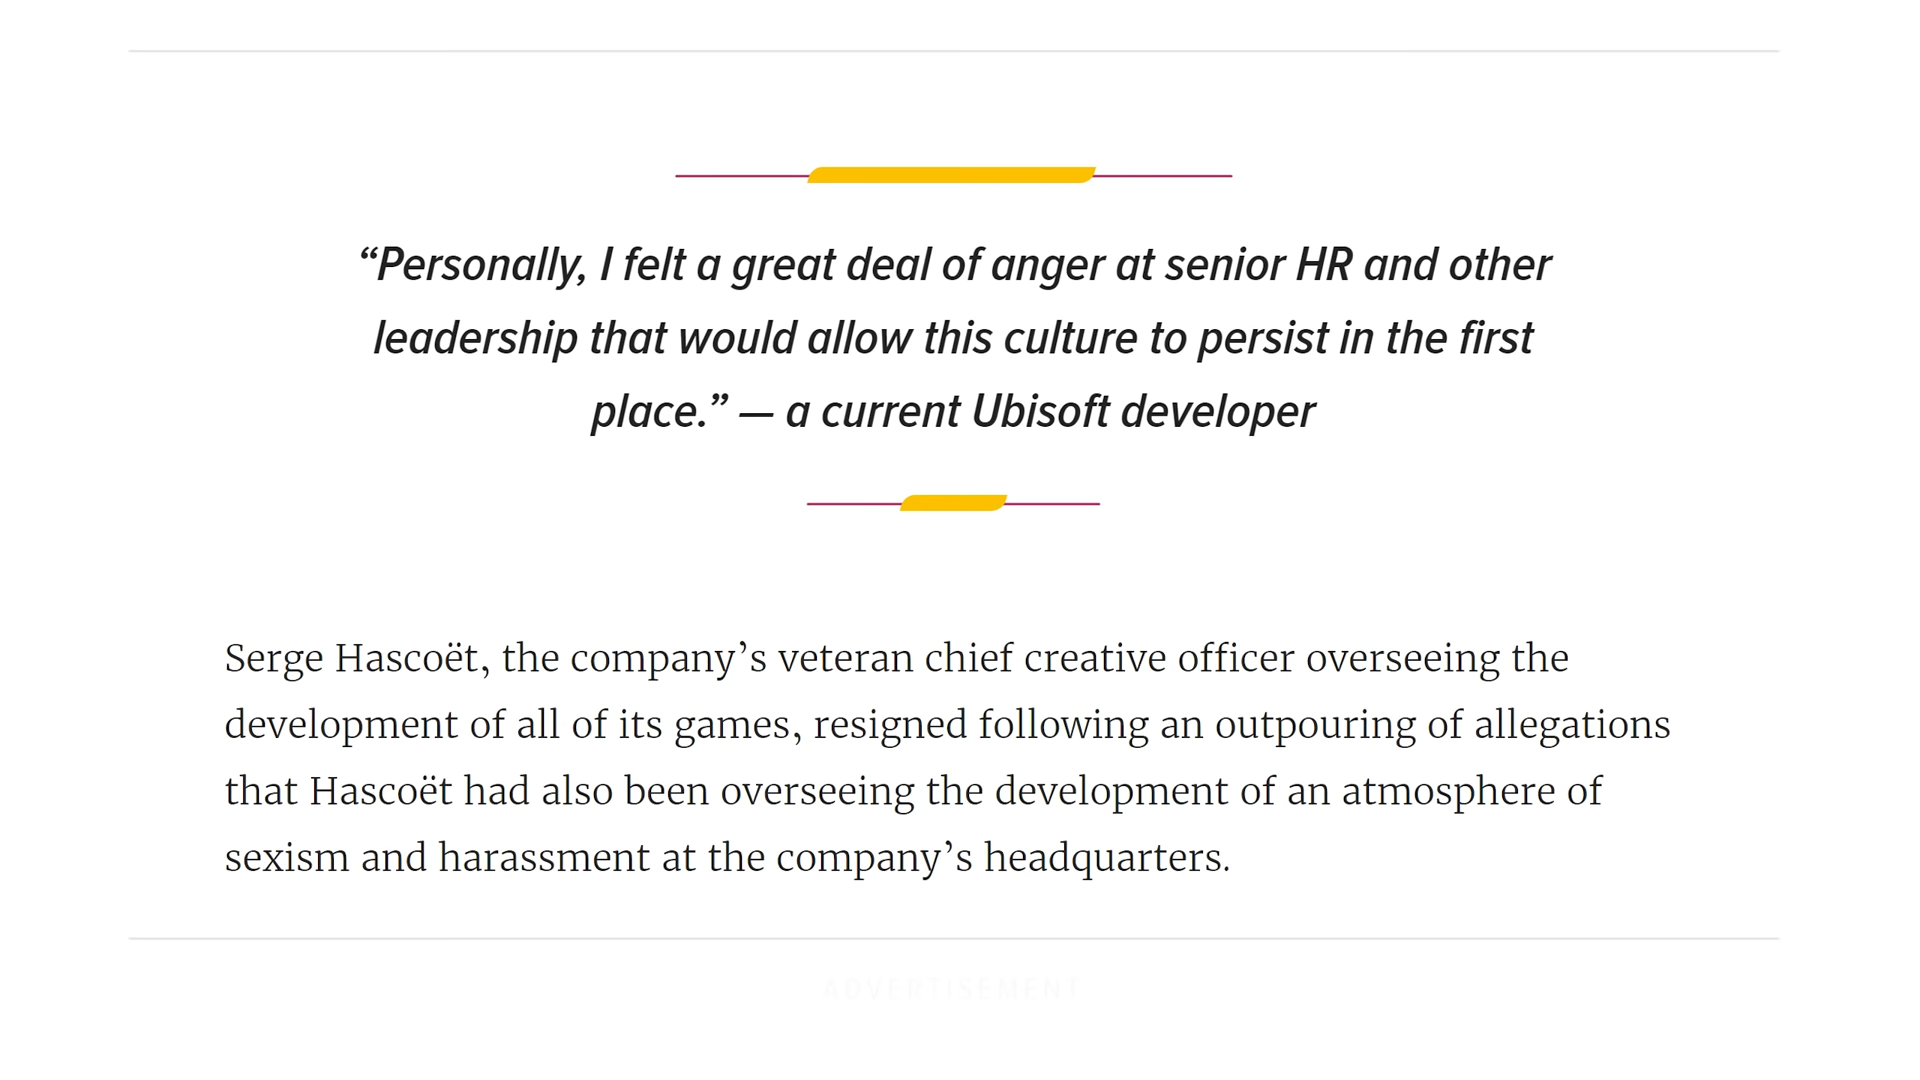 “Personally, I felt a great deal of anger at senior HR and other
leadership that would allow this culture to persist in the first
place.” — a current Ubisoft developer
Serge Hascoët, the company’s veteran chief creative officer overseeing the
development of all of its games, resigned following an outpouring of allegations
that Hascoët had also been overseeing the development of an atmosphere of
sexism and harassment at the company’s headquarters.
ADVERTISEMENT